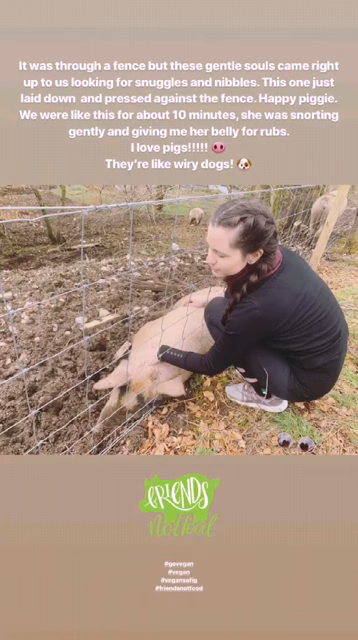 It was through a fence but these gentle souls came right
up to us looking for snuggles and nibbles. This one just
laid down and pressed against the fence. Happy piggie.
We were like this for about 10 minutes, she was snorting
gently and giving me her belly for rubs.
I love pigs!!!!! 🐽
They're like wiry dogs! 🐶
FRIENDS
Notfood
#govegan
#vegan
#vegansofig
#friendsnotfood